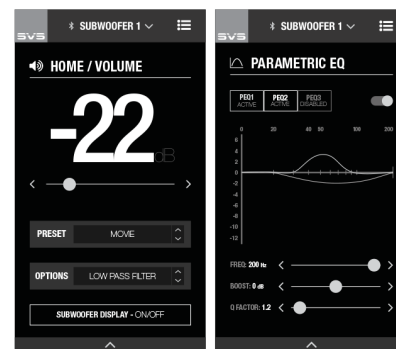 SVS
SUBWOOFER 1
HOME / VOLUME
-22
dB
PRESET MOVIE
OPTIONS LOW PASS FILTER
SUBWOOFER DISPLAY - ON/OFF
SVS
SUBWOOFER 1
PARAMETRIC EQ
PEQ1 PEQ2 PEQ3
ACTIVE ACTIVE DISABLED
0 20 40 80 100 200
8
4
2
0
-2
-4
-6
-8
-10
-12
FREQ: 200 Hz
BOOST: 0 dB
Q FACTOR: 1.2